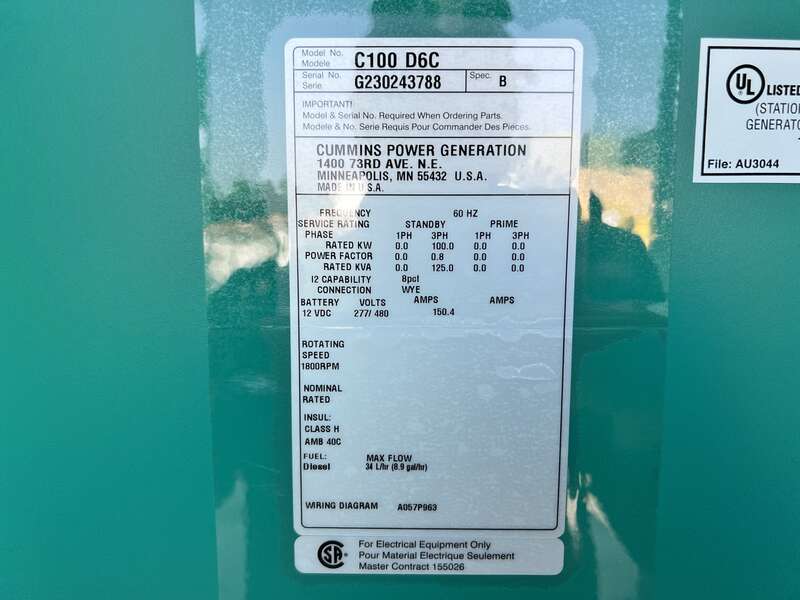 Model No. C100 D6C
Modele
Serial No. G230243788 Spec. B
Serie.
IMPORTANT!
Model & Serial No. Required When Ordering Parts.
Modele & No. Serie Requis Pour Commander Des Pieces.
CUMMINS POWER GENERATION
1400 73RD AVE. N.E.
MINNEAPOLIS, MN 55432 U.S.A.
MADE IN U.S.A.
FREQUENCY 60 HZ
SERVICE RATING STANDBY PRIME
PHASE 1PH 3PH 1PH 3PH
RATED KW 0.0 100.0 0.0 0.0
POWER FACTOR 0.0 0.8 0.0 0.0
RATED KVA 0.0 125.0 0.0 0.0
I2 CAPABILITY 8pcl
CONNECTION WYE
BATTERY VOLTS AMPS AMPS
12 VDC 277/ 480 150.4
ROTATING
SPEED
1800RPM
NOMINAL
RATED
INSUL:
CLASS H
AMB 40C
FUEL: MAX FLOW
Diesel 34 L/hr (8.9 gal/hr)
WIRING DIAGRAM A057P963
SA
For Electrical Equipment Only
Pour Material Electrique Seulement
Master Contract 155026
UL LISTED
(STATION
GENERATO
File: AU3044